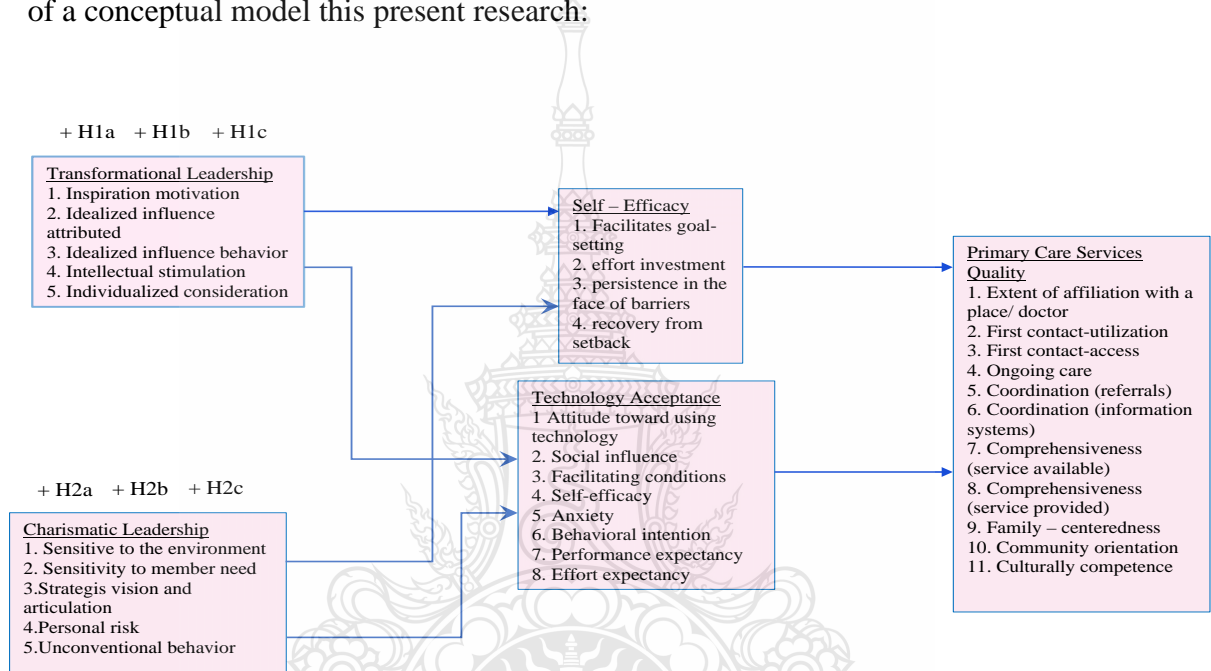 of a conceptual model this present research:
+ H1a + H1b + H1c
Transformational Leadership
1. Inspiration motivation
2. Idealized influence
attributed
3. Idealized influence behavior
4. Intellectual stimulation
5. Individualized consideration
+ H2a + H2b + H2c
Charismatic Leadership
1. Sensitive to the environment
2. Sensitivity to member need
3.Strategis vision and
articulation
4.Personal risk
5.Unconventional behavior
Self – Efficacy
1. Facilitates goal-
setting
2. effort investment
3. persistence in the
face of barriers
4. recovery from
setback
Technology Acceptance
1 Attitude toward using
technology
2. Social influence
3. Facilitating conditions
4. Self-efficacy
5. Anxiety
6. Behavioral intention
7. Performance expectancy
8. Effort expectancy
Primary Care Services
Quality
1. Extent of affiliation with a
place/ doctor
2. First contact-utilization
3. First contact-access
4. Ongoing care
5. Coordination (referrals)
6. Coordination (information
systems)
7. Comprehensiveness
(service available)
8. Comprehensiveness
(service provided)
9. Family – centeredness
10. Community orientation
11. Culturally competence